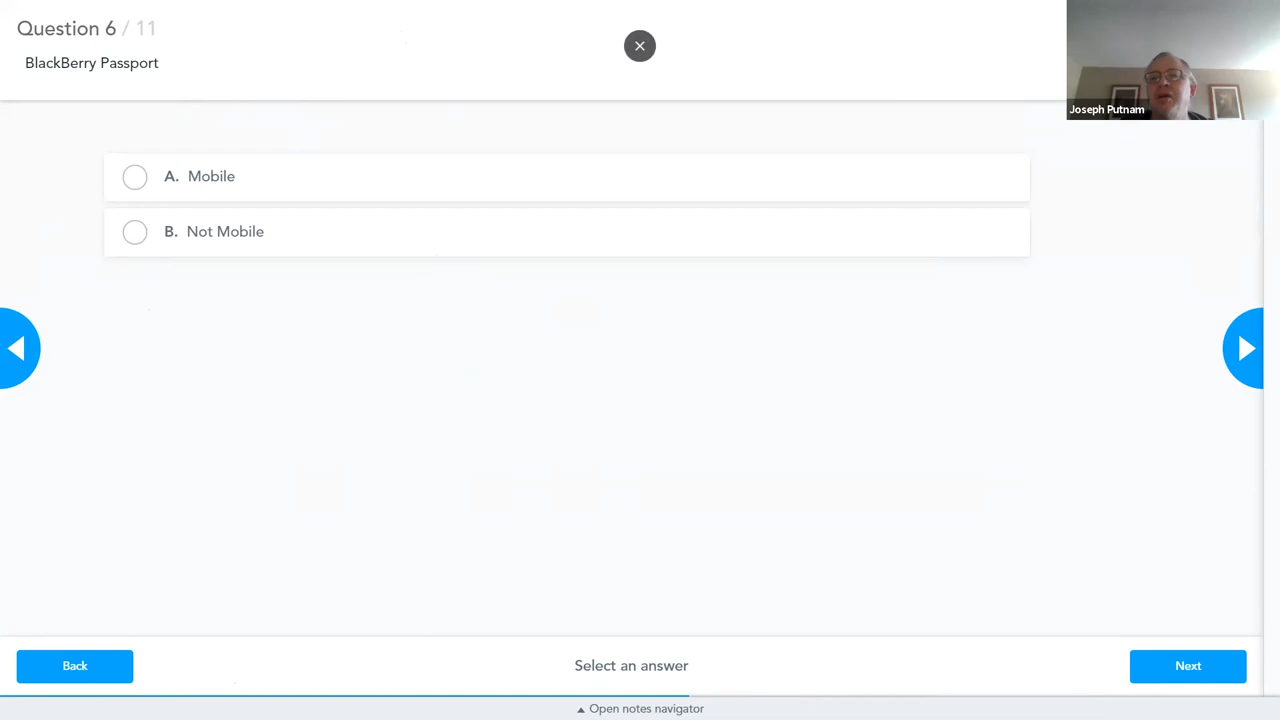 Question 6 / 11
BlackBerry Passport
Joseph Putnam
A. Mobile
B. Not Mobile
Back
Select an answer
Next
Open notes navigator